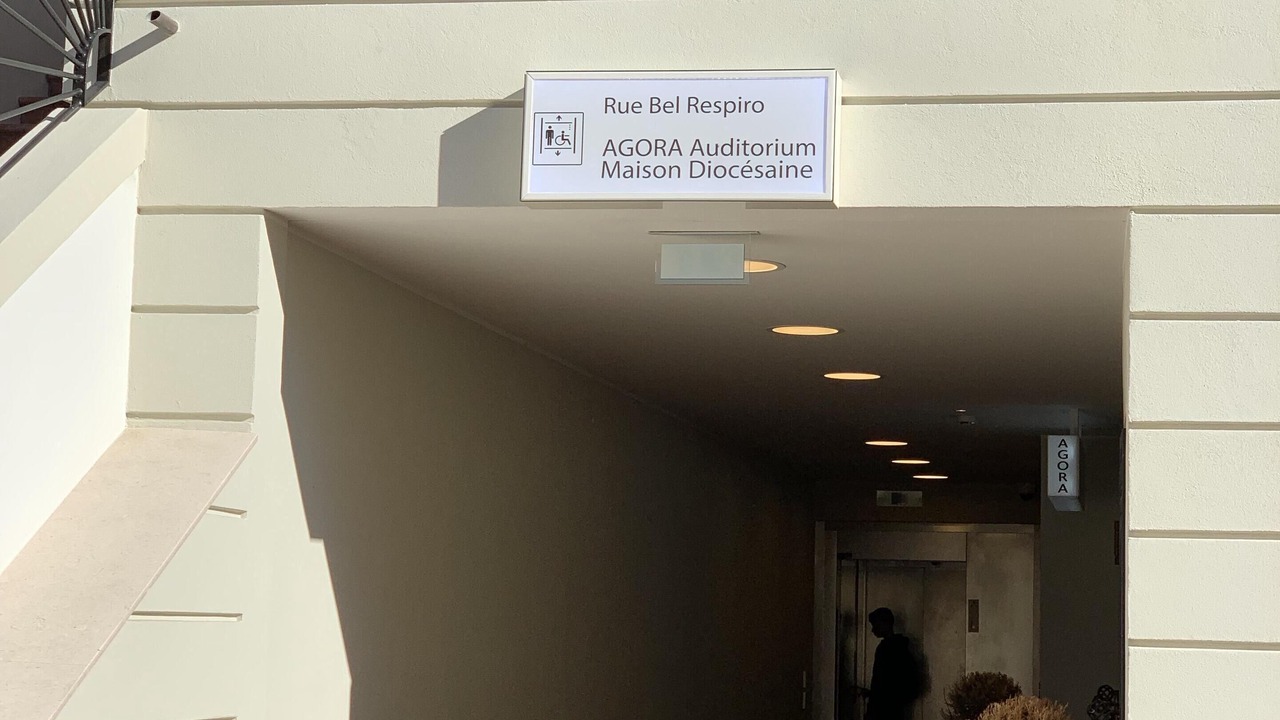 Rue Bel Respiro
AGORA Auditorium
Maison Diocésaine
AGORA